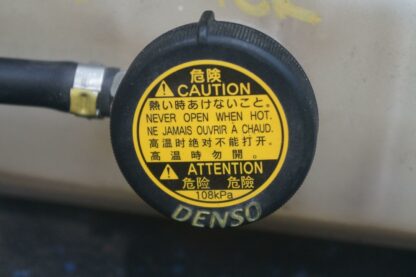 危険
CAUTION
熱い時あけないこと。
NEVER OPEN WHEN HOT.
NE JAMAIS OUVRIR A CHAUD.
高温时绝对不能打开。
高溫時勿開。
ATTENTION
危险 危險
108kPa
DENSO